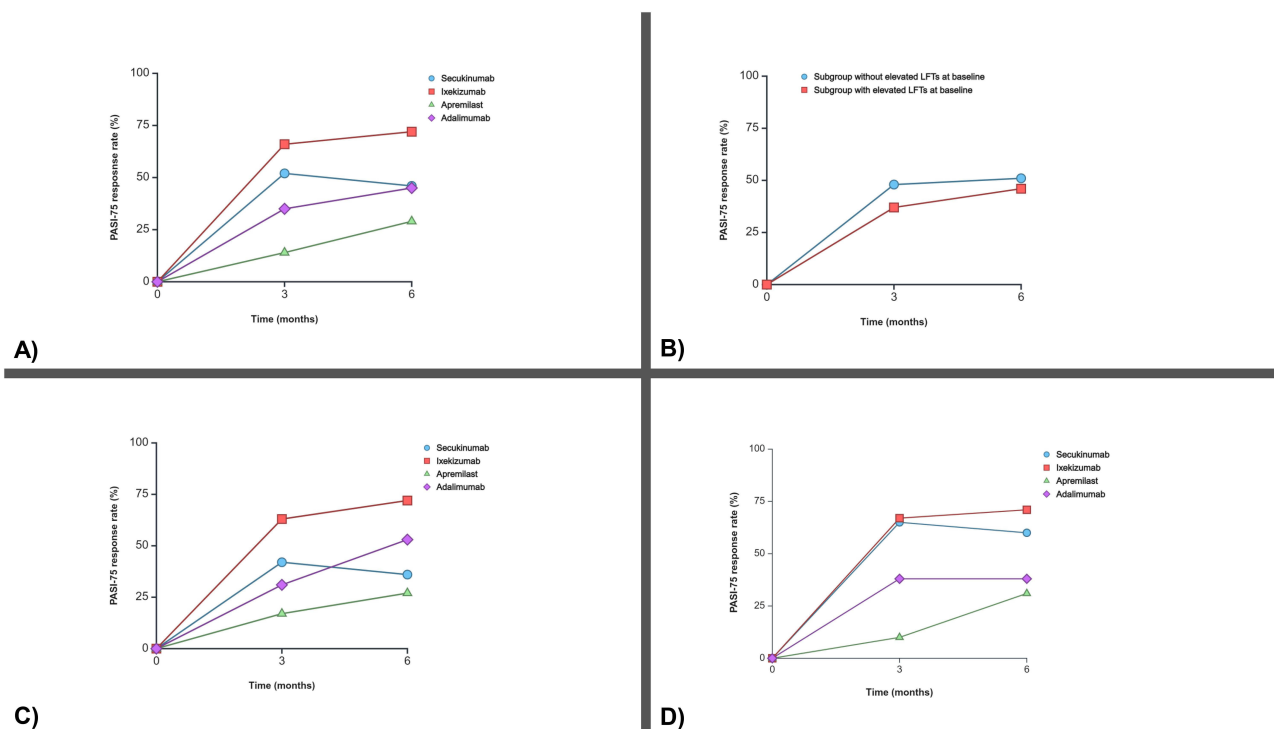 100
75
50
25
0
PASI-75 resposnse rate (%)
0
3
6
Time (months)
Secukinumab
Ixekizumab
Apremilast
Adalimumab
A)
100
75
50
25
0
PASI-75 response rate (%)
0
3
6
Time (months)
Subgroup without elevated LFTs at baseline
Subgroup with elevated LFTs at baseline
B)
100
75
50
25
0
PASI-75 response rate (%)
0
3
6
Time (months)
Secukinumab
Ixekizumab
Apremilast
Adalimumab
C)
100
75
50
25
0
PASI-75 response rate (%)
0
3
6
Time (months)
Secukinumab
Ixekizumab
Apremilast
Adalimumab
D)